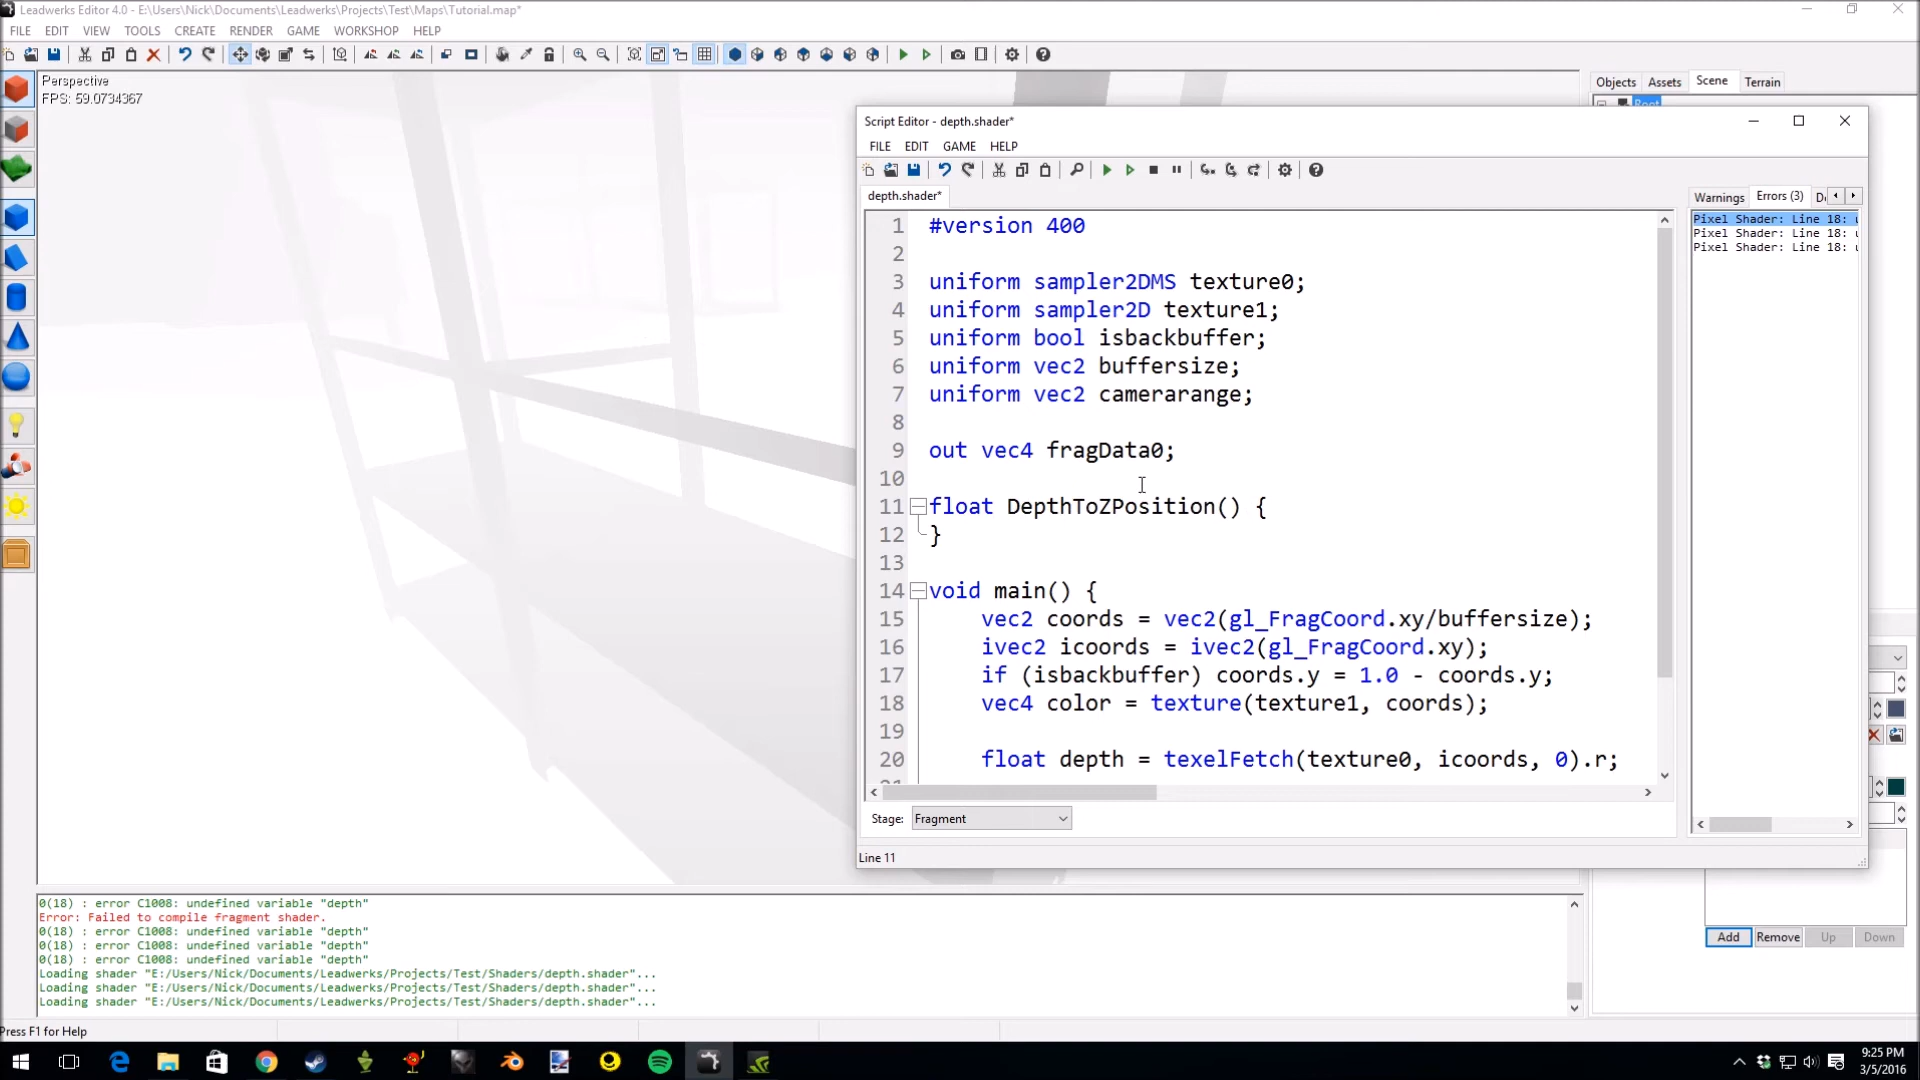 Leadwerks Editor 4.0 - E:\Users\Nick\Documents\Leadwerks\Projects\Test\Maps\Tutorial.map*
FILE EDIT VIEW TOOLS CREATE RENDER GAME WORKSHOP HELP
Perspective
FPS: 59.0734367
Objects Assets Scene Terrain
Root
Script Editor - depth.shader*
FILE EDIT GAME HELP
depth.shader*
1 #version 400
2
3 uniform sampler2DMS texture0;
4 uniform sampler2D texture1;
5 uniform bool isbackbuffer;
6 uniform vec2 buffersize;
7 uniform vec2 camerarange;
8
9 out vec4 fragData0;
10
11 float DepthToZPosition() {
12 }
13
14 void main() {
15 vec2 coords = vec2(gl_FragCoord.xy/buffersize);
16 ivec2 icoords = ivec2(gl_FragCoord.xy);
17 if (isbackbuffer) coords.y = 1.0 - coords.y;
18 vec4 color = texture(texture1, coords);
19
20 float depth = texelFetch(texture0, icoords, 0).r;
Stage: Fragment
Line 11
Warnings Errors (3)
Pixel Shader: Line 18:
Pixel Shader: Line 18:
Pixel Shader: Line 18:
Add Remove Up Down
0(18) : error C1008: undefined variable "depth"
Error: Failed to compile fragment shader.
0(18) : error C1008: undefined variable "depth"
0(18) : error C1008: undefined variable "depth"
0(18) : error C1008: undefined variable "depth"
Loading shader "E:/Users/Nick/Documents/Leadwerks/Projects/Test/Shaders/depth.shader"...
Loading shader "E:/Users/Nick/Documents/Leadwerks/Projects/Test/Shaders/depth.shader"...
Loading shader "E:/Users/Nick/Documents/Leadwerks/Projects/Test/Shaders/depth.shader"...
Press F1 for Help
9:25 PM
3/5/2016